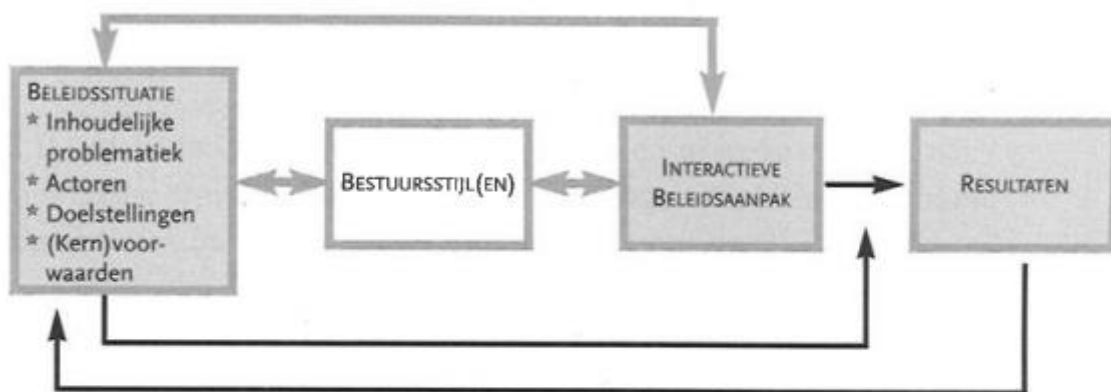 BELEIDSSITUATIE
* Inhoudelijke
problematiek
* Actoren
* Doelstellingen
* (Kern)voor-
waarden
BESTUURSSTIJL(EN)
INTERACTIEVE
BELEIDSAANPAK
RESULTATEN